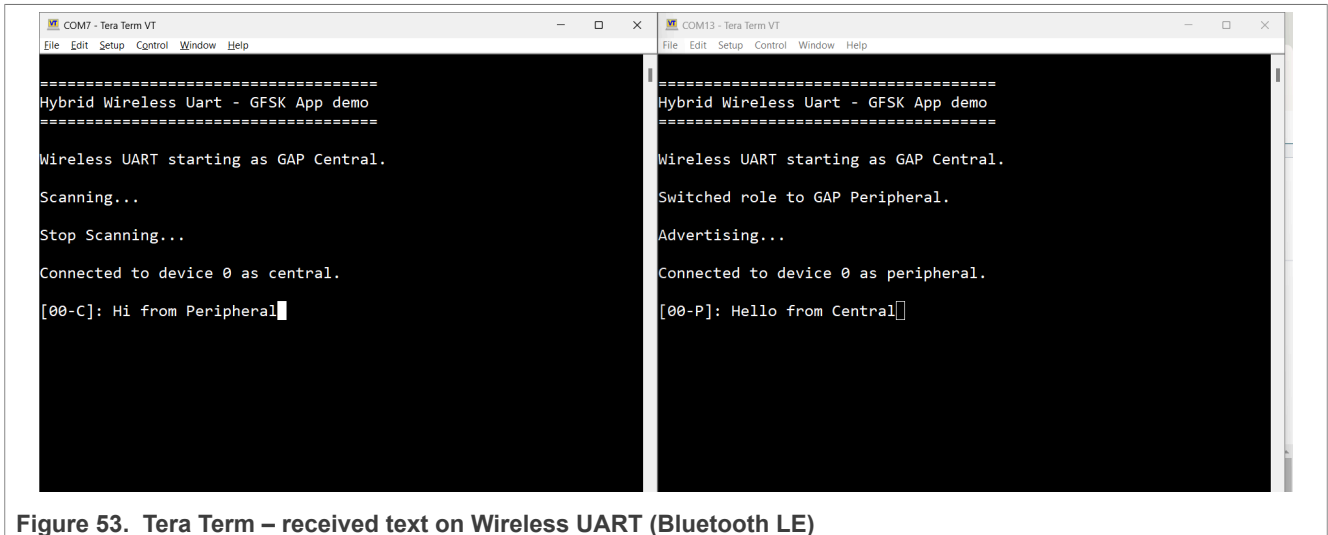 COM7 - Tera Term VT
File Edit Setup Control Window Help
=====================================
Hybrid Wireless Uart - GFSK App demo
=====================================
Wireless UART starting as GAP Central.
Scanning...
Stop Scanning...
Connected to device 0 as central.
[00-C]: Hi from Peripheral
COM13 - Tera Term VT
File Edit Setup Control Window Help
=====================================
Hybrid Wireless Uart - GFSK App demo
=====================================
Wireless UART starting as GAP Central.
Switched role to GAP Peripheral.
Advertising...
Connected to device 0 as peripheral.
[00-P]: Hello from Central
Figure 53. Tera Term – received text on Wireless UART (Bluetooth LE)